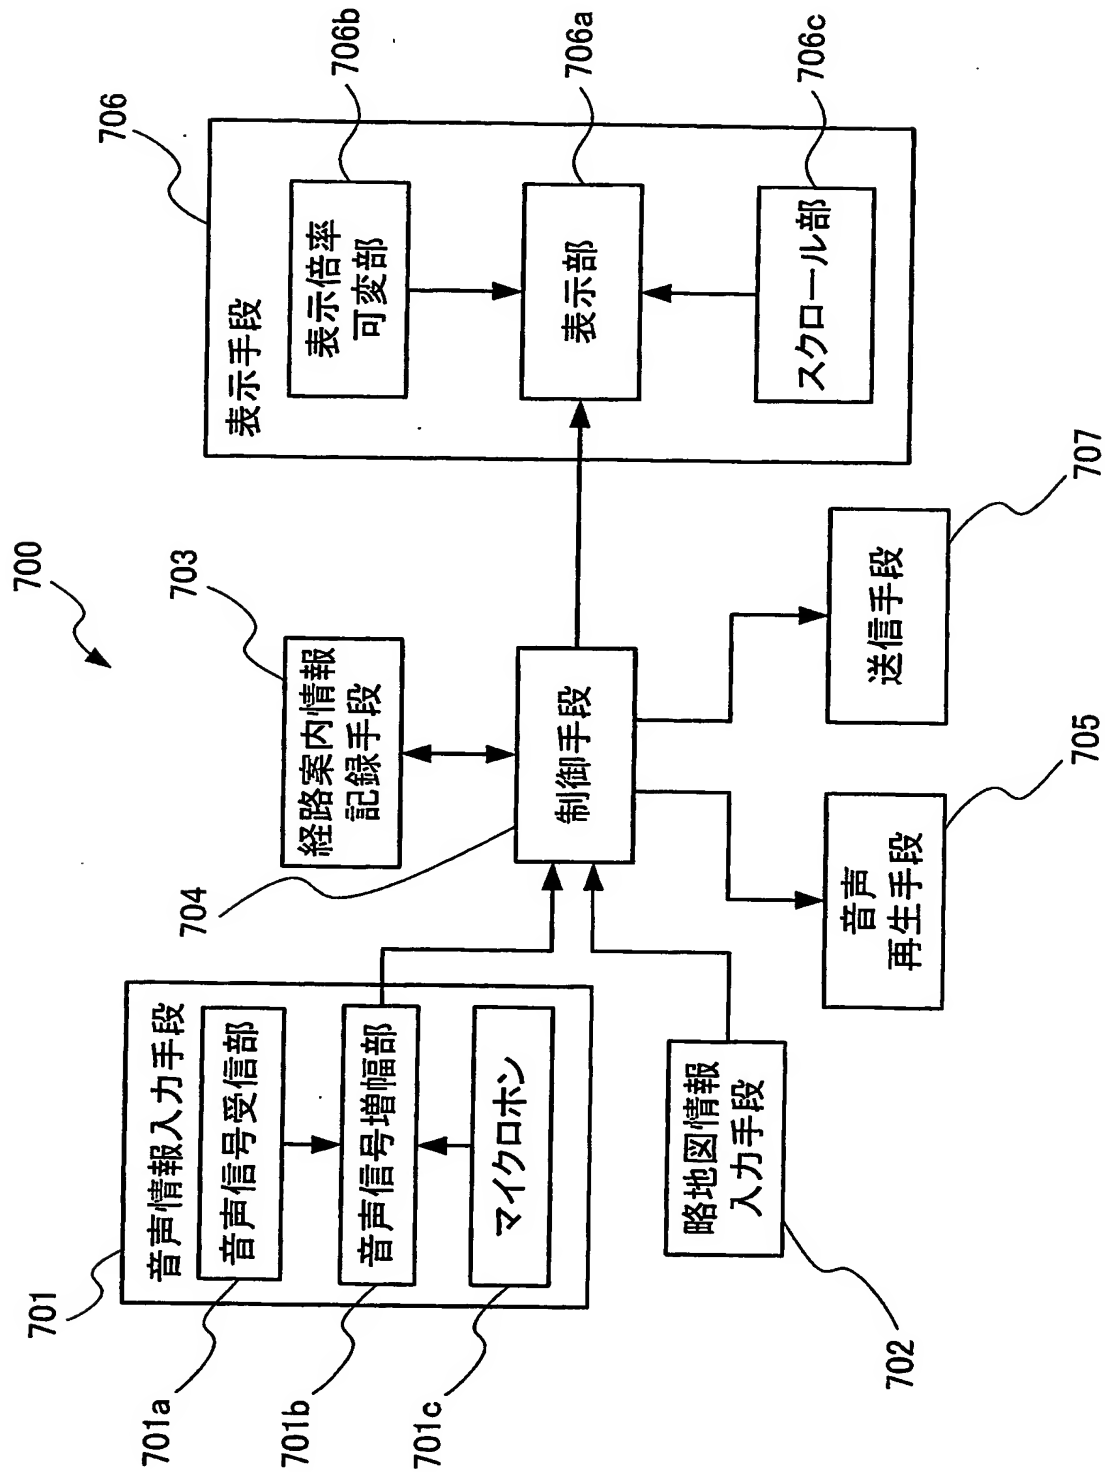 700
701
音声情報入力手段
音声信号受信部
701a
音声信号増幅部
701b
マイクロホン
701c
略地図情報
入力手段
702
経路案内情報
記録手段
703
制御手段
704
音声
再生手段
705
送信手段
707
706
表示手段
表示倍率
可変部
706b
表示部
706a
スクロール部
706c